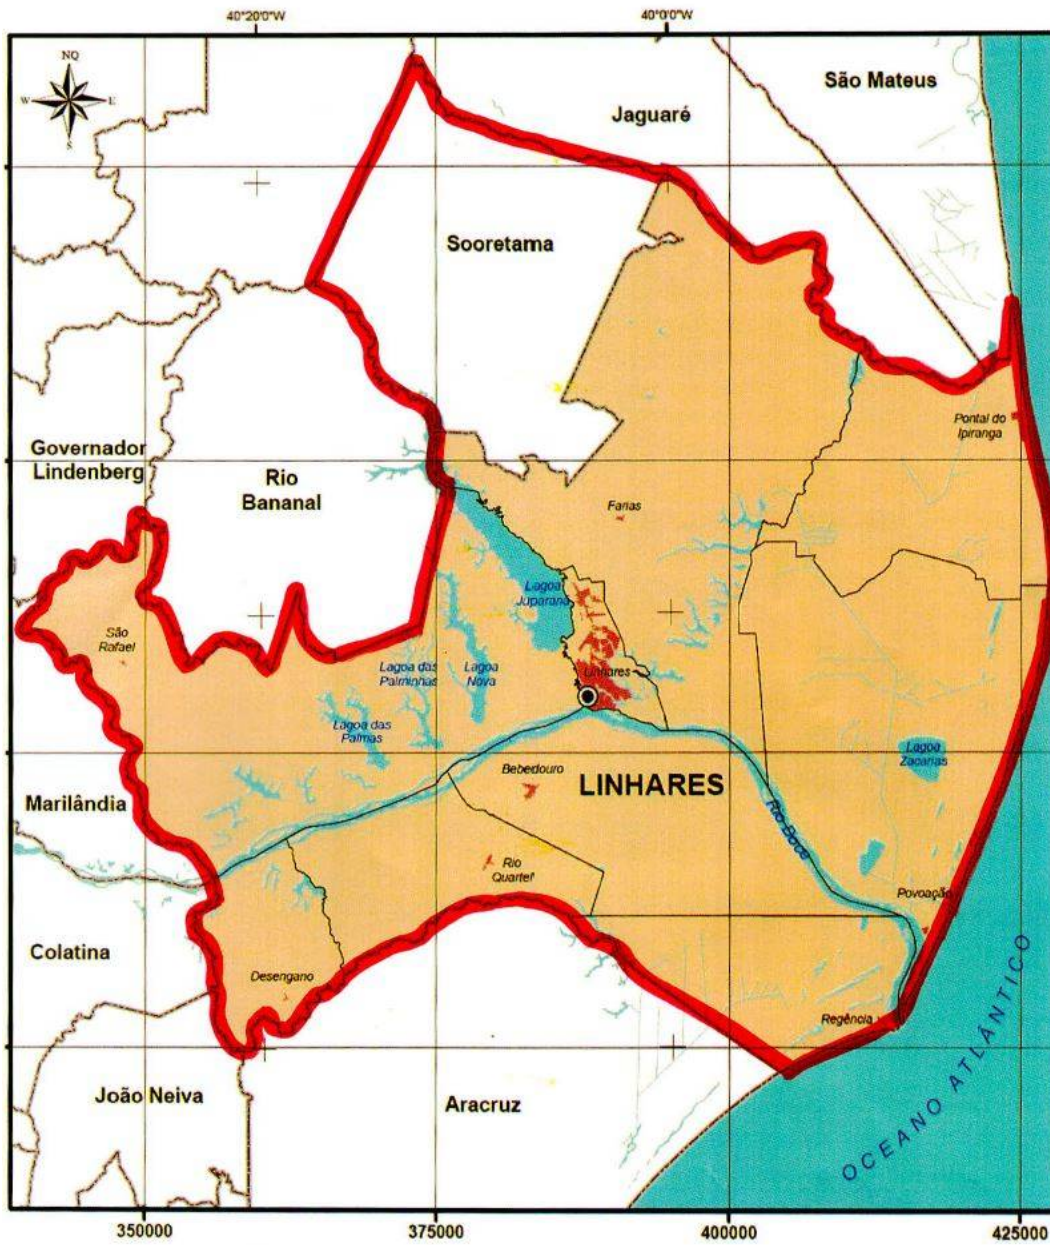 40°20'0"W
40°0'0"W
NQ
W
E
S
São Mateus
Jaguaré
Sooretama
Pontal do
Ipiranga
Governador
Lindenberg
Rio
Bananal
Farias
Lagoa
Juparanã
São
Rafael
Lagoa das
Palminhas
Lagoa
Nova
Linhares
Lagoa das
Palmas
Lagoa
Zacarias
Bebedouro
LINHARES
Marilândia
Rio Doce
Rio
Quartel
Povoação
Colatina
Desengano
Regência
OCEANO ATLÂNTICO
João Neiva
Aracruz
350000
375000
400000
425000